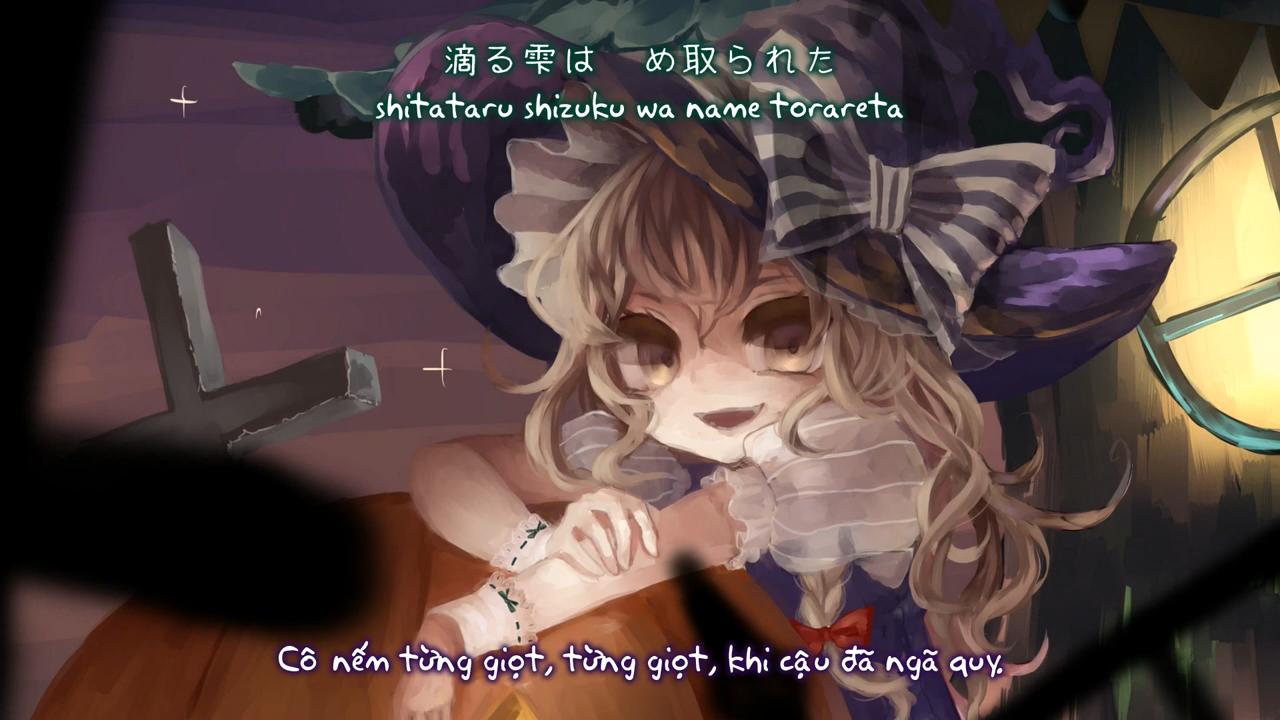 滴る雫は　め取られた
shitataru shizuku wa name torareta
Cô nếm từng giọt, từng giọt, khi cậu đã ngã quỵ.